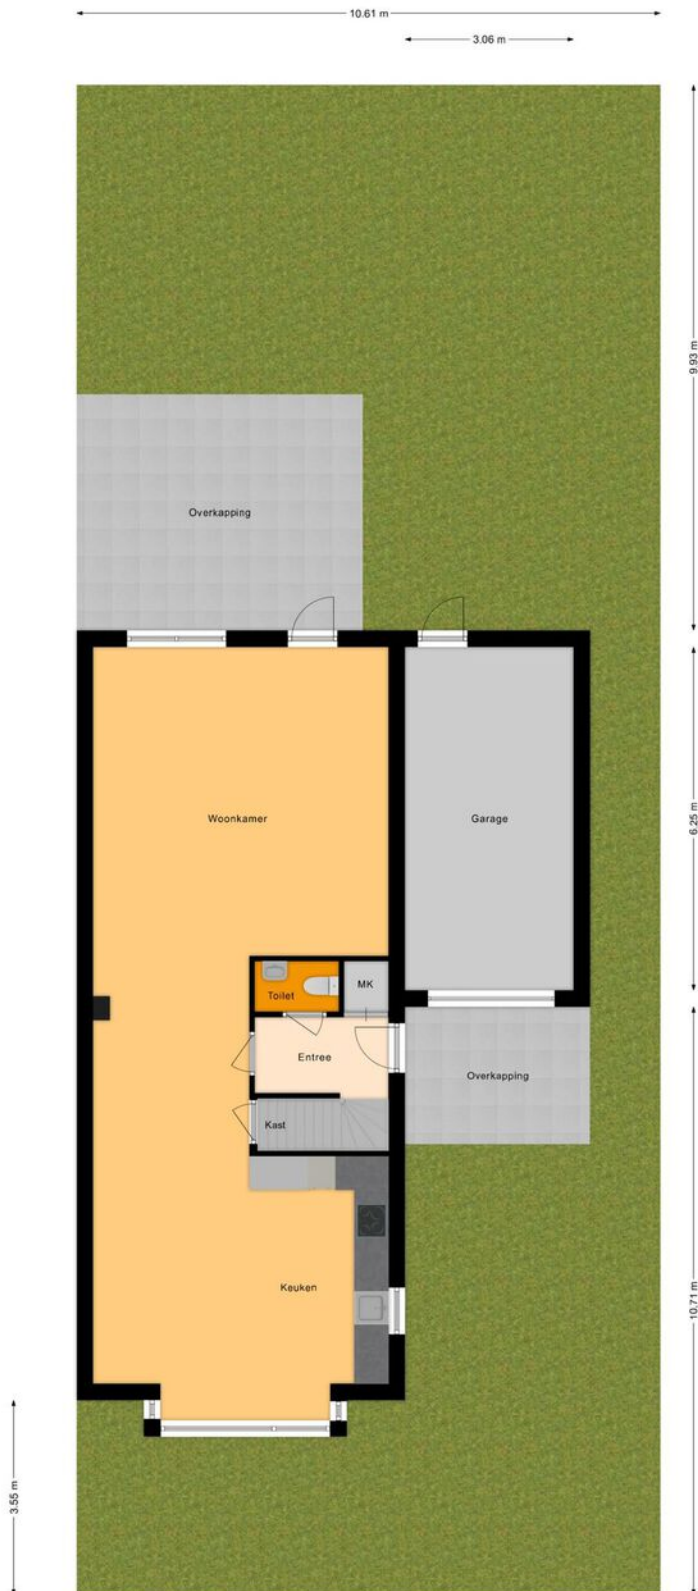 10.61 m
3.06 m
9.93 m
Overkapping
Woonkamer
Garage
6.25 m
MK
Toilet
Entree
Overkapping
Kast
Keuken
10.71 m
3.55 m